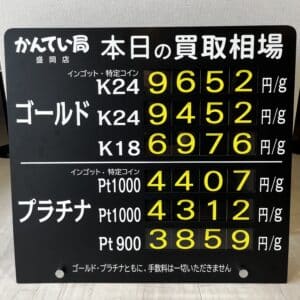 かんてい局
盛岡店
本日の買取相場
インゴット・特定コイン
K24 9652 円/g
ゴールド K24 9452 円/g
K18 6976 円/g
インゴット・特定コイン
Pt1000 4407 円/g
プラチナ Pt1000 4312 円/g
Pt900 3859 円/g
ゴールド・プラチナともに、手数料は一切いただきません